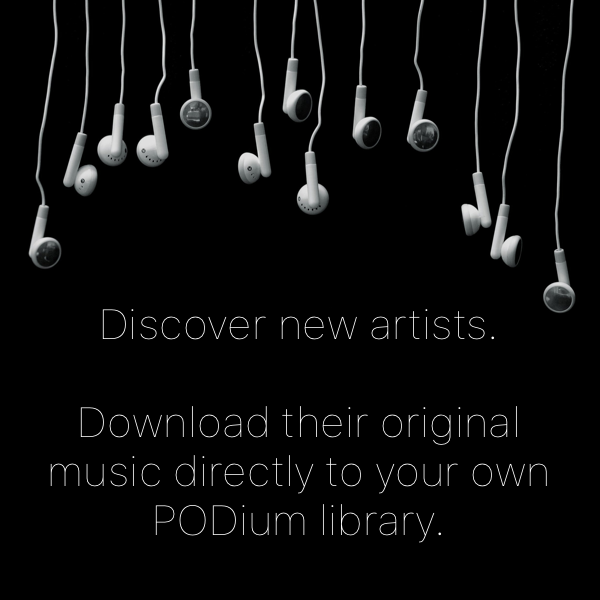 Discover new artists.
Download their original
music directly to your own
PODium library.